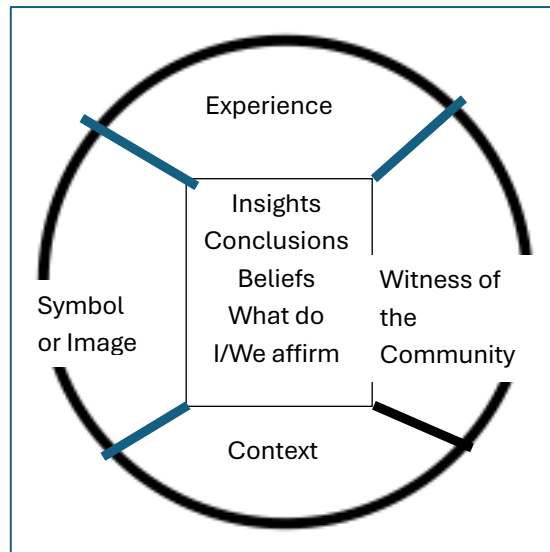 Experience
Insights
Conclusions
Beliefs
What do
I/We affirm
Symbol
or Image
Witness of
the
Community
Context